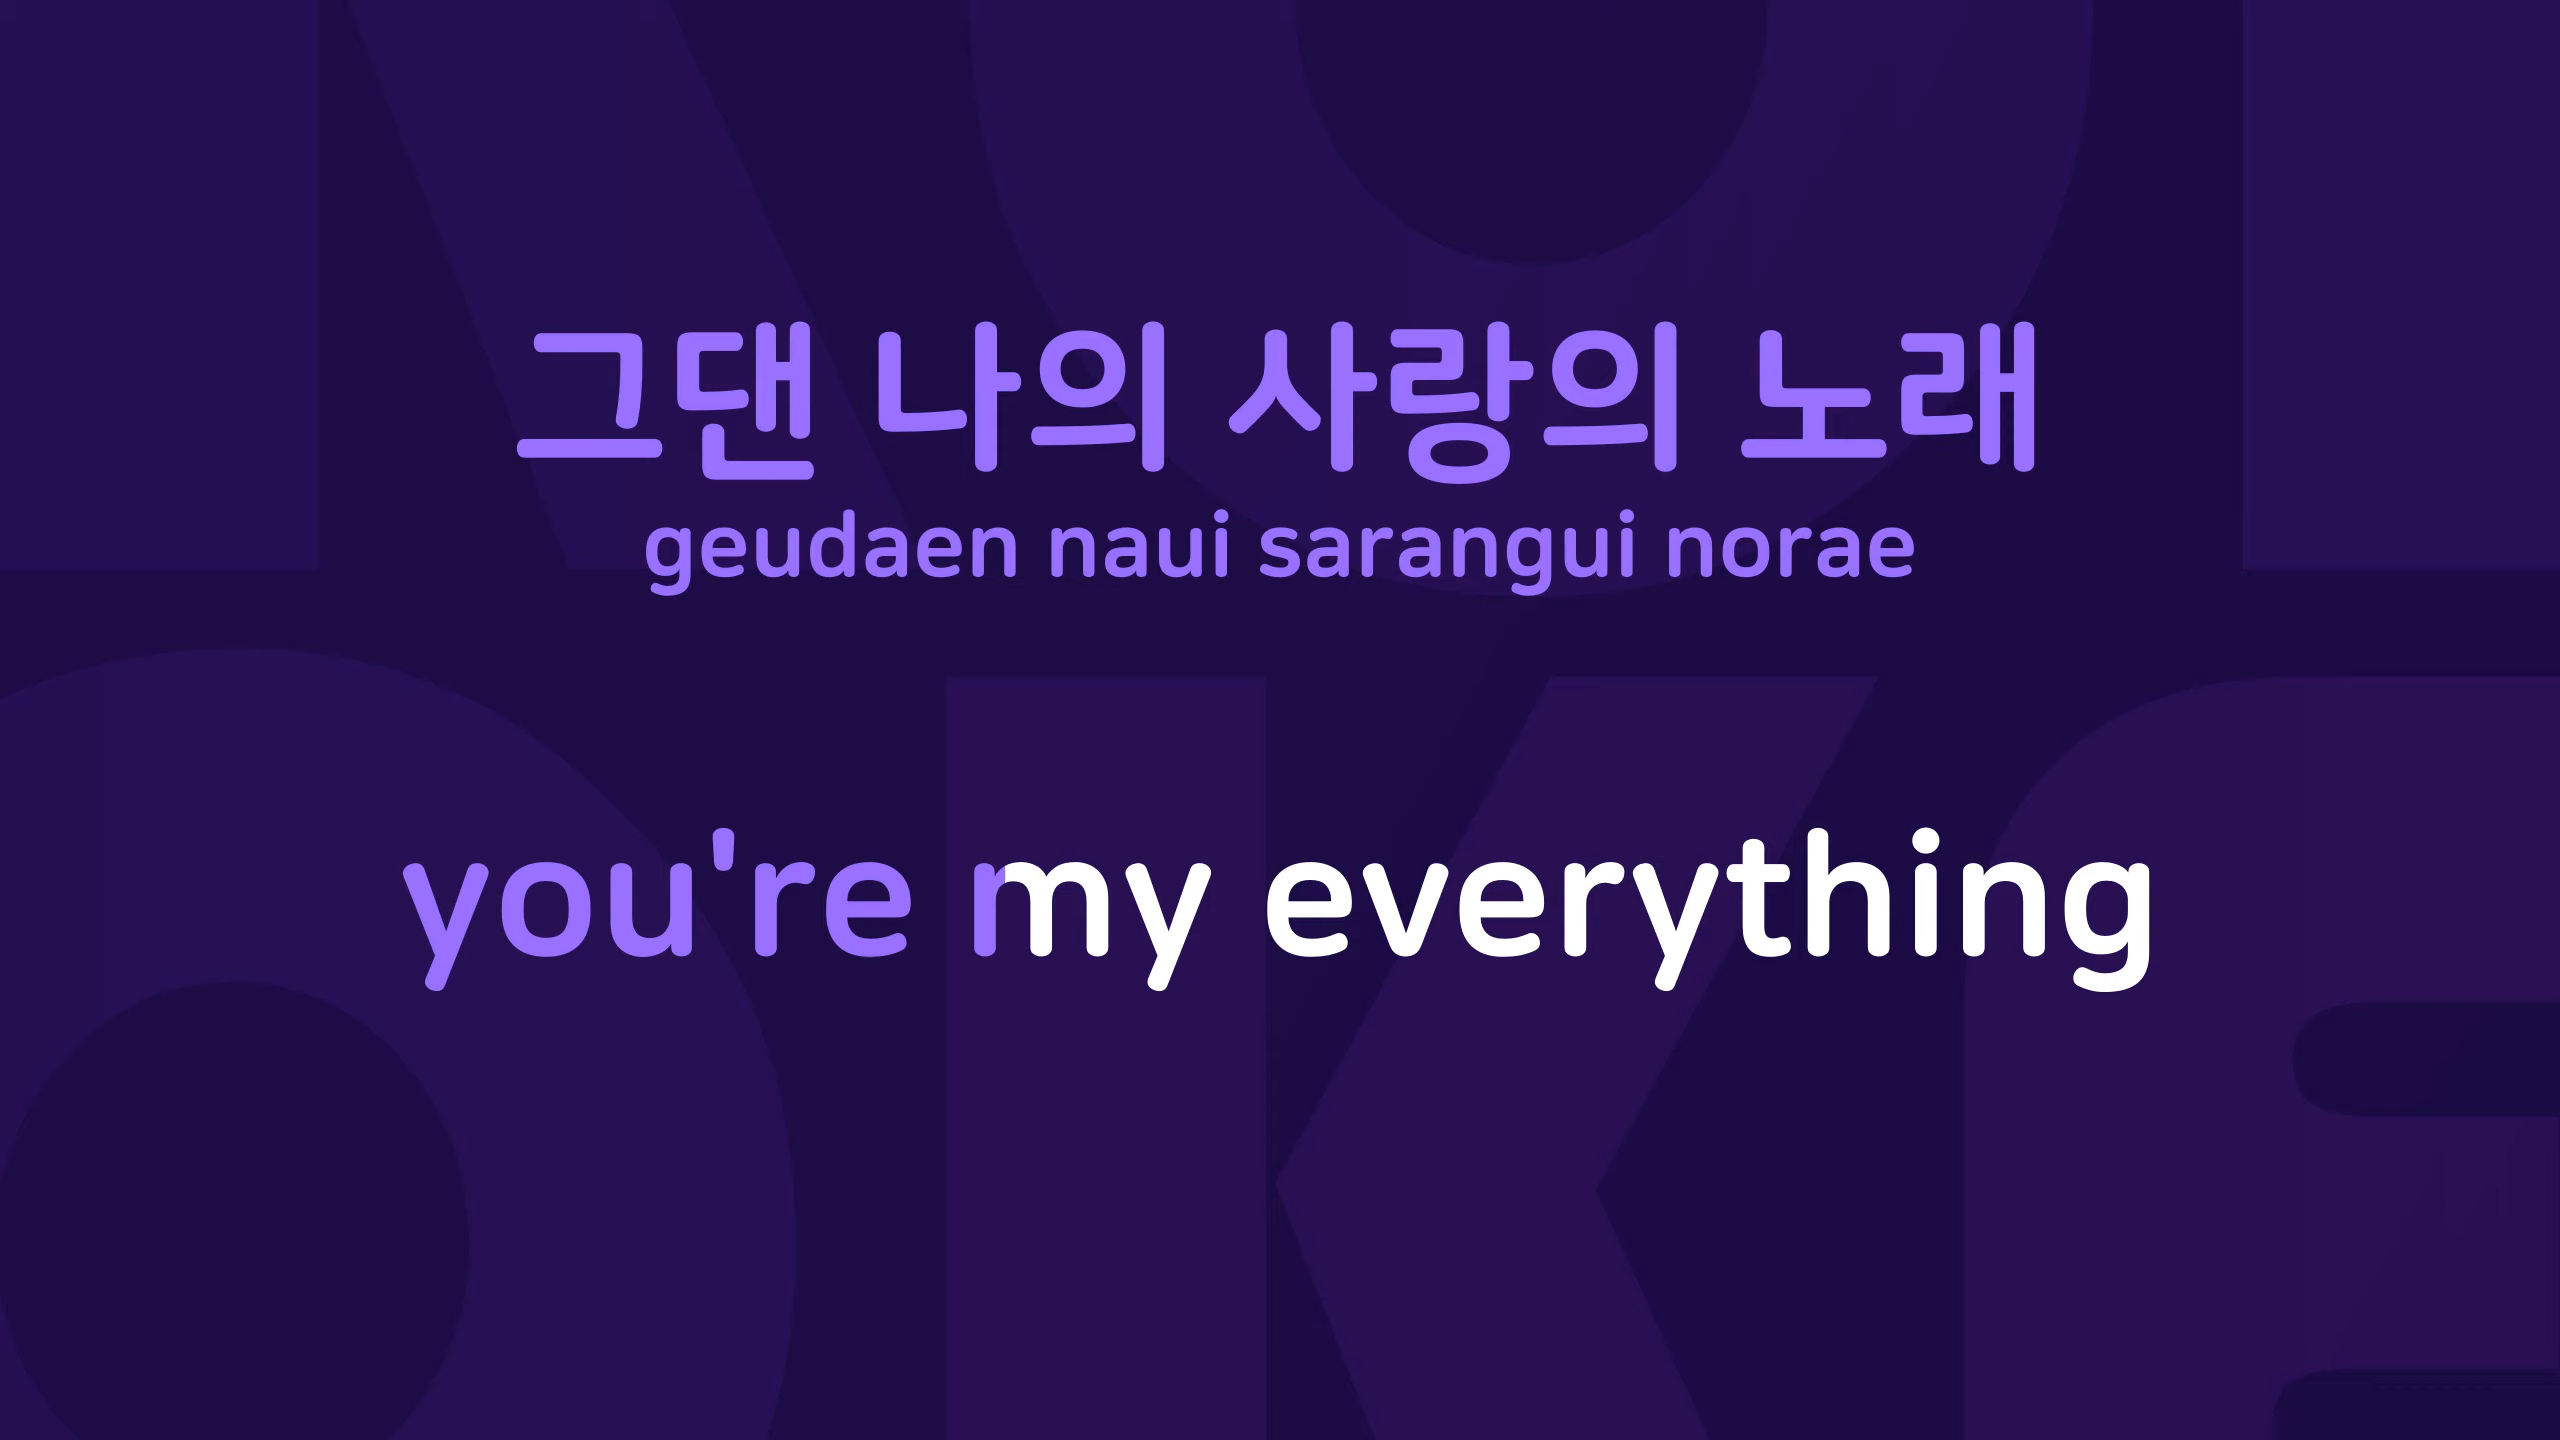 그댄 나의 사랑의 노래
geudaen naui sarangui norae
you're my everything